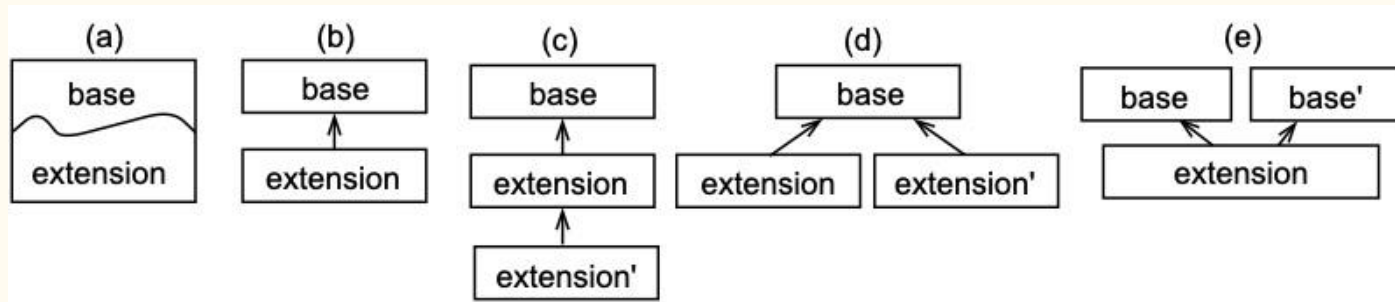 (a)
base
extension
(b)
base
extension
(c)
base
extension
extension'
(d)
base
extension
extension'
(e)
base
base'
extension